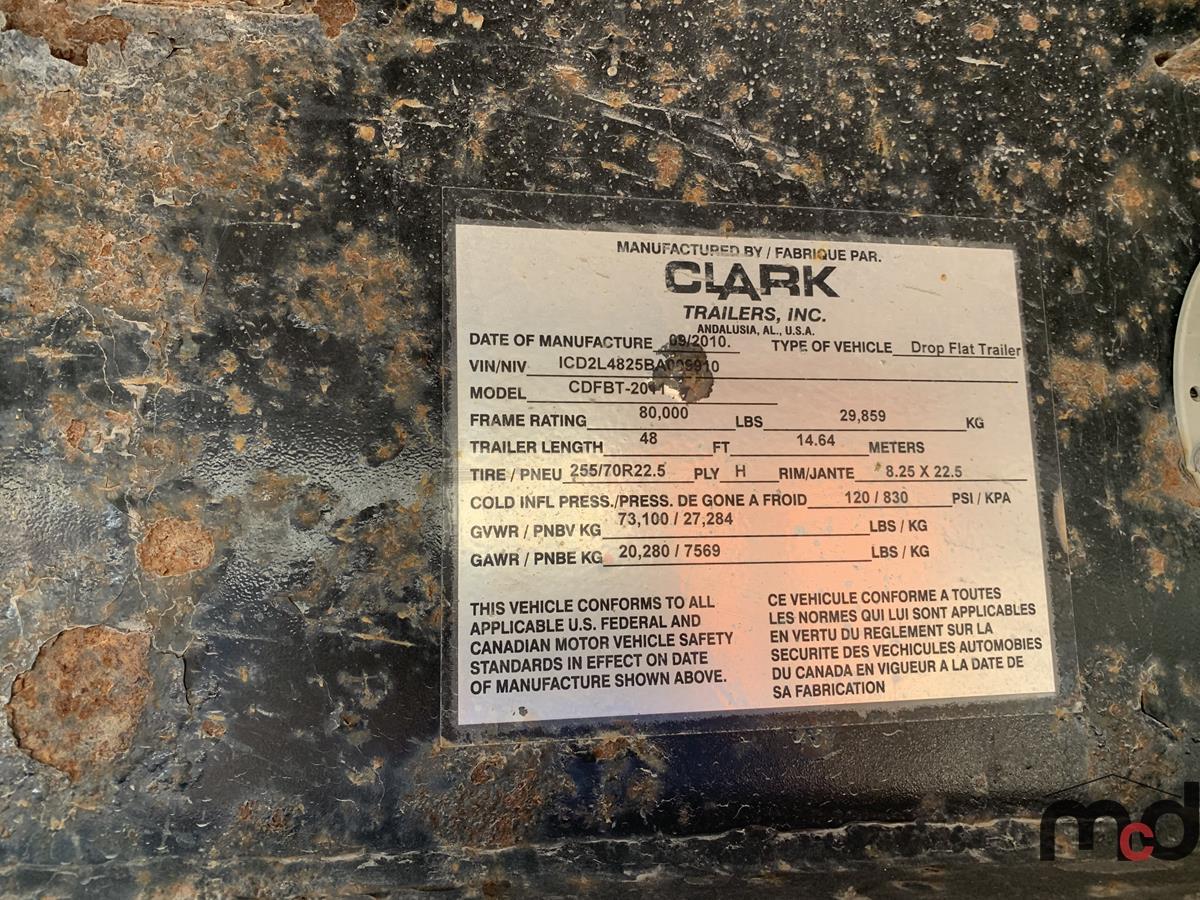 MANUFACTURED BY / FABRIQUE PAR.
CLARK
TRAILERS, INC.
ANDALUSIA, AL., U.S.A.
DATE OF MANUFACTURE 09/2010. TYPE OF VEHICLE Drop Flat Trailer
VIN/NIV
MODEL
FRAME RATING 80,000 LBS 29,859 KG
TRAILER LENGTH 48 FT 14.64 METERS
TIRE / PNEU 255/70R22.5 PLY H RIM/JANTE 8.25 X 22.5
COLD INFL PRESS./PRESS. DE GONE A FROID 120 / 830 PSI / KPA
GVWR / PNBV KG 73,100 / 27,284 LBS / KG
GAWR / PNBE KG 20,280 / 7569 LBS / KG
THIS VEHICLE CONFORMS TO ALL
APPLICABLE U.S. FEDERAL AND
CANADIAN MOTOR VEHICLE SAFETY
STANDARDS IN EFFECT ON DATE
OF MANUFACTURE SHOWN ABOVE.
CE VEHICULE CONFORME A TOUTES
LES NORMES QUI LUI SONT APPLICABLES
EN VERTU DU REGLEMENT SUR LA
SECURITE DES VECHICULES AUTOMOBIES
DU CANADA EN VIGUEUR A LA DATE DE
SA FABRICATION
mcd